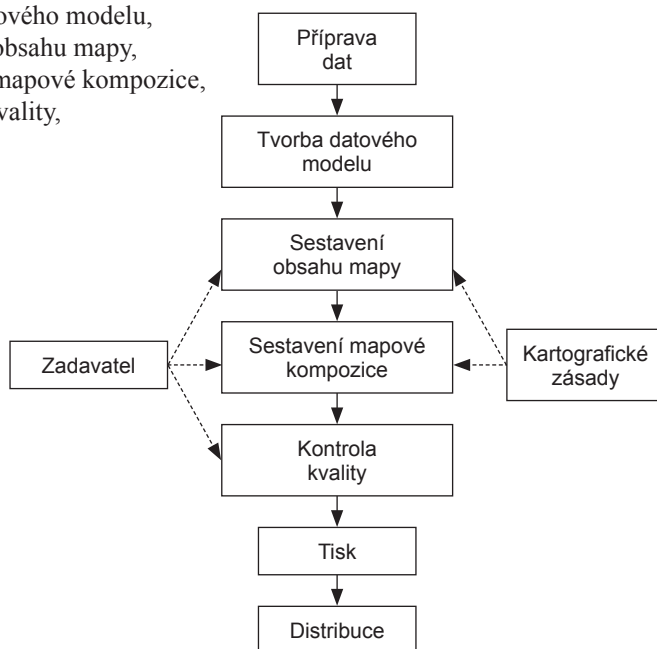 ového modelu,
obsahu mapy,
mapové kompozice,
vality,
Příprava
dat
Tvorba datového
modelu
Sestavení
obsahu mapy
Zadavatel
Sestavení mapové
kompozice
Kartografické
zásady
Kontrola
kvality
Tisk
Distribuce